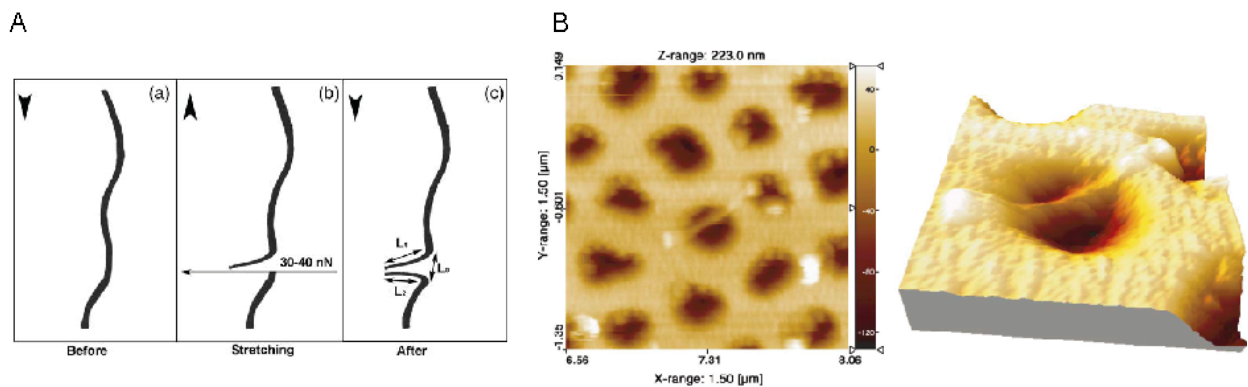 A
B
(a)
(b)
(c)
L₁
30-40 nN
L₀
L₂
Before
Stretching
After
Z-range: 223.0 nm
0.149
-0.601
-1.35
Y-range: 1.50 [µm]
6.56
7.31
8.06
X-range: 1.50 [µm]
40
0
-40
-80
-120